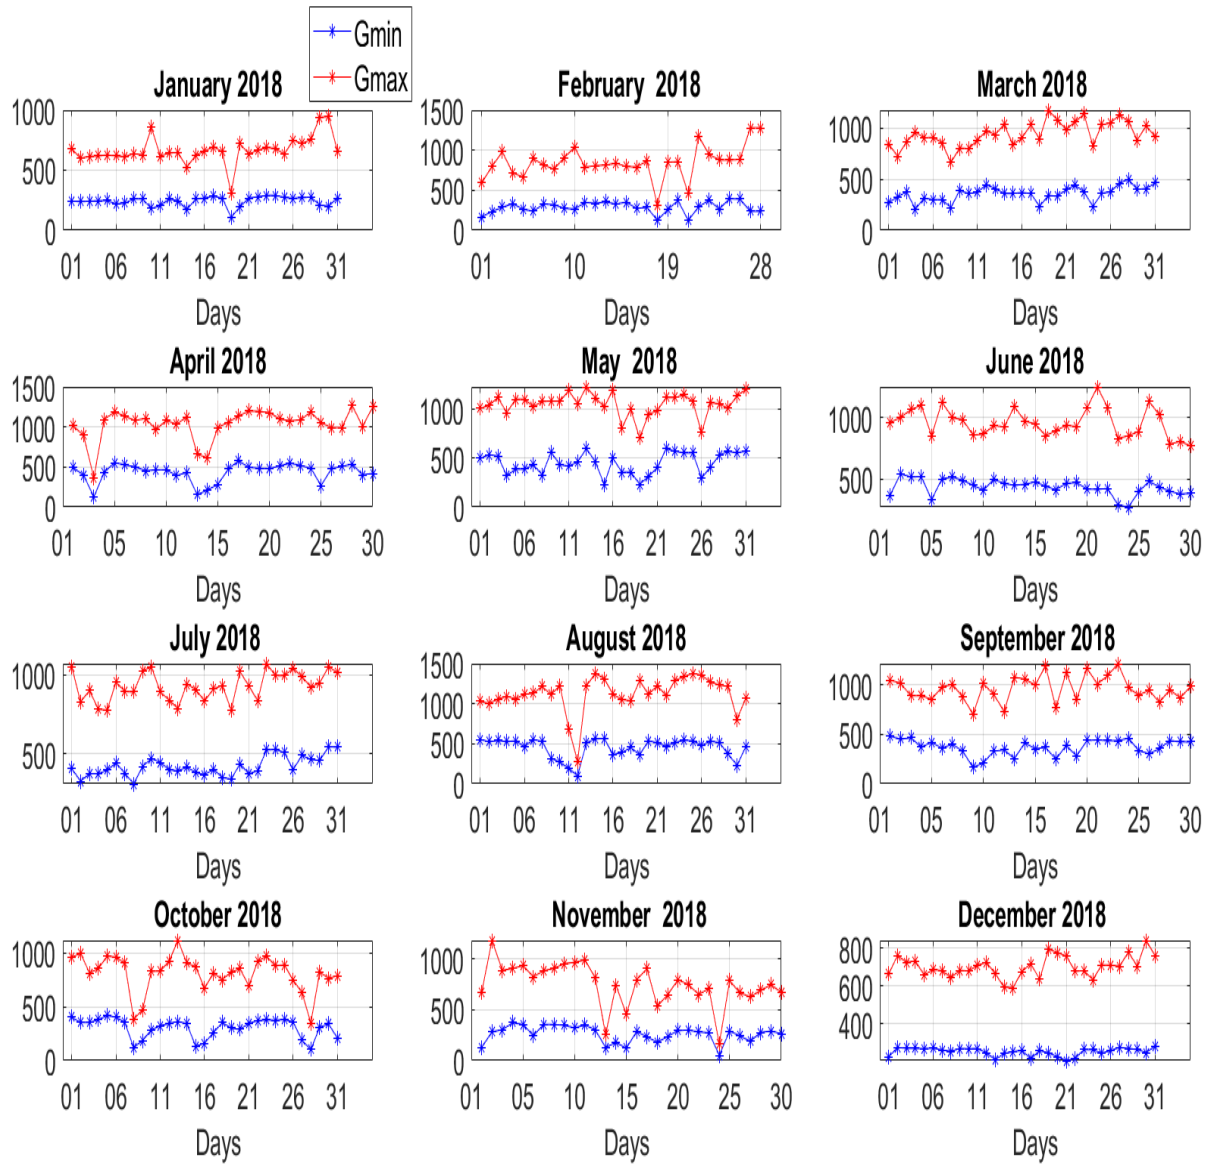 Gmin
Gmax
January 2018
February  2018
March 2018
1000
500
0
01 06 11 16 21 26 31
Days
1500
1000
500
0
01 10 19 28
Days
1000
500
0
01 06 11 16 21 26 31
Days
April 2018
May  2018
June 2018
1500
1000
500
0
01 05 10 15 20 25 30
Days
1000
500
0
01 06 11 16 21 26 31
Days
1000
500
01 05 10 15 20 25 30
Days
July 2018
August 2018
September 2018
1000
500
01 06 11 16 21 26 31
Days
1500
1000
500
0
01 06 11 16 21 26 31
Days
1000
500
0
01 05 10 15 20 25 30
Days
October 2018
November  2018
December 2018
1000
500
0
01 06 11 16 21 26 31
Days
1000
500
0
01 05 10 15 20 25 30
Days
800
600
400
01 06 11 16 21 26 31
Days